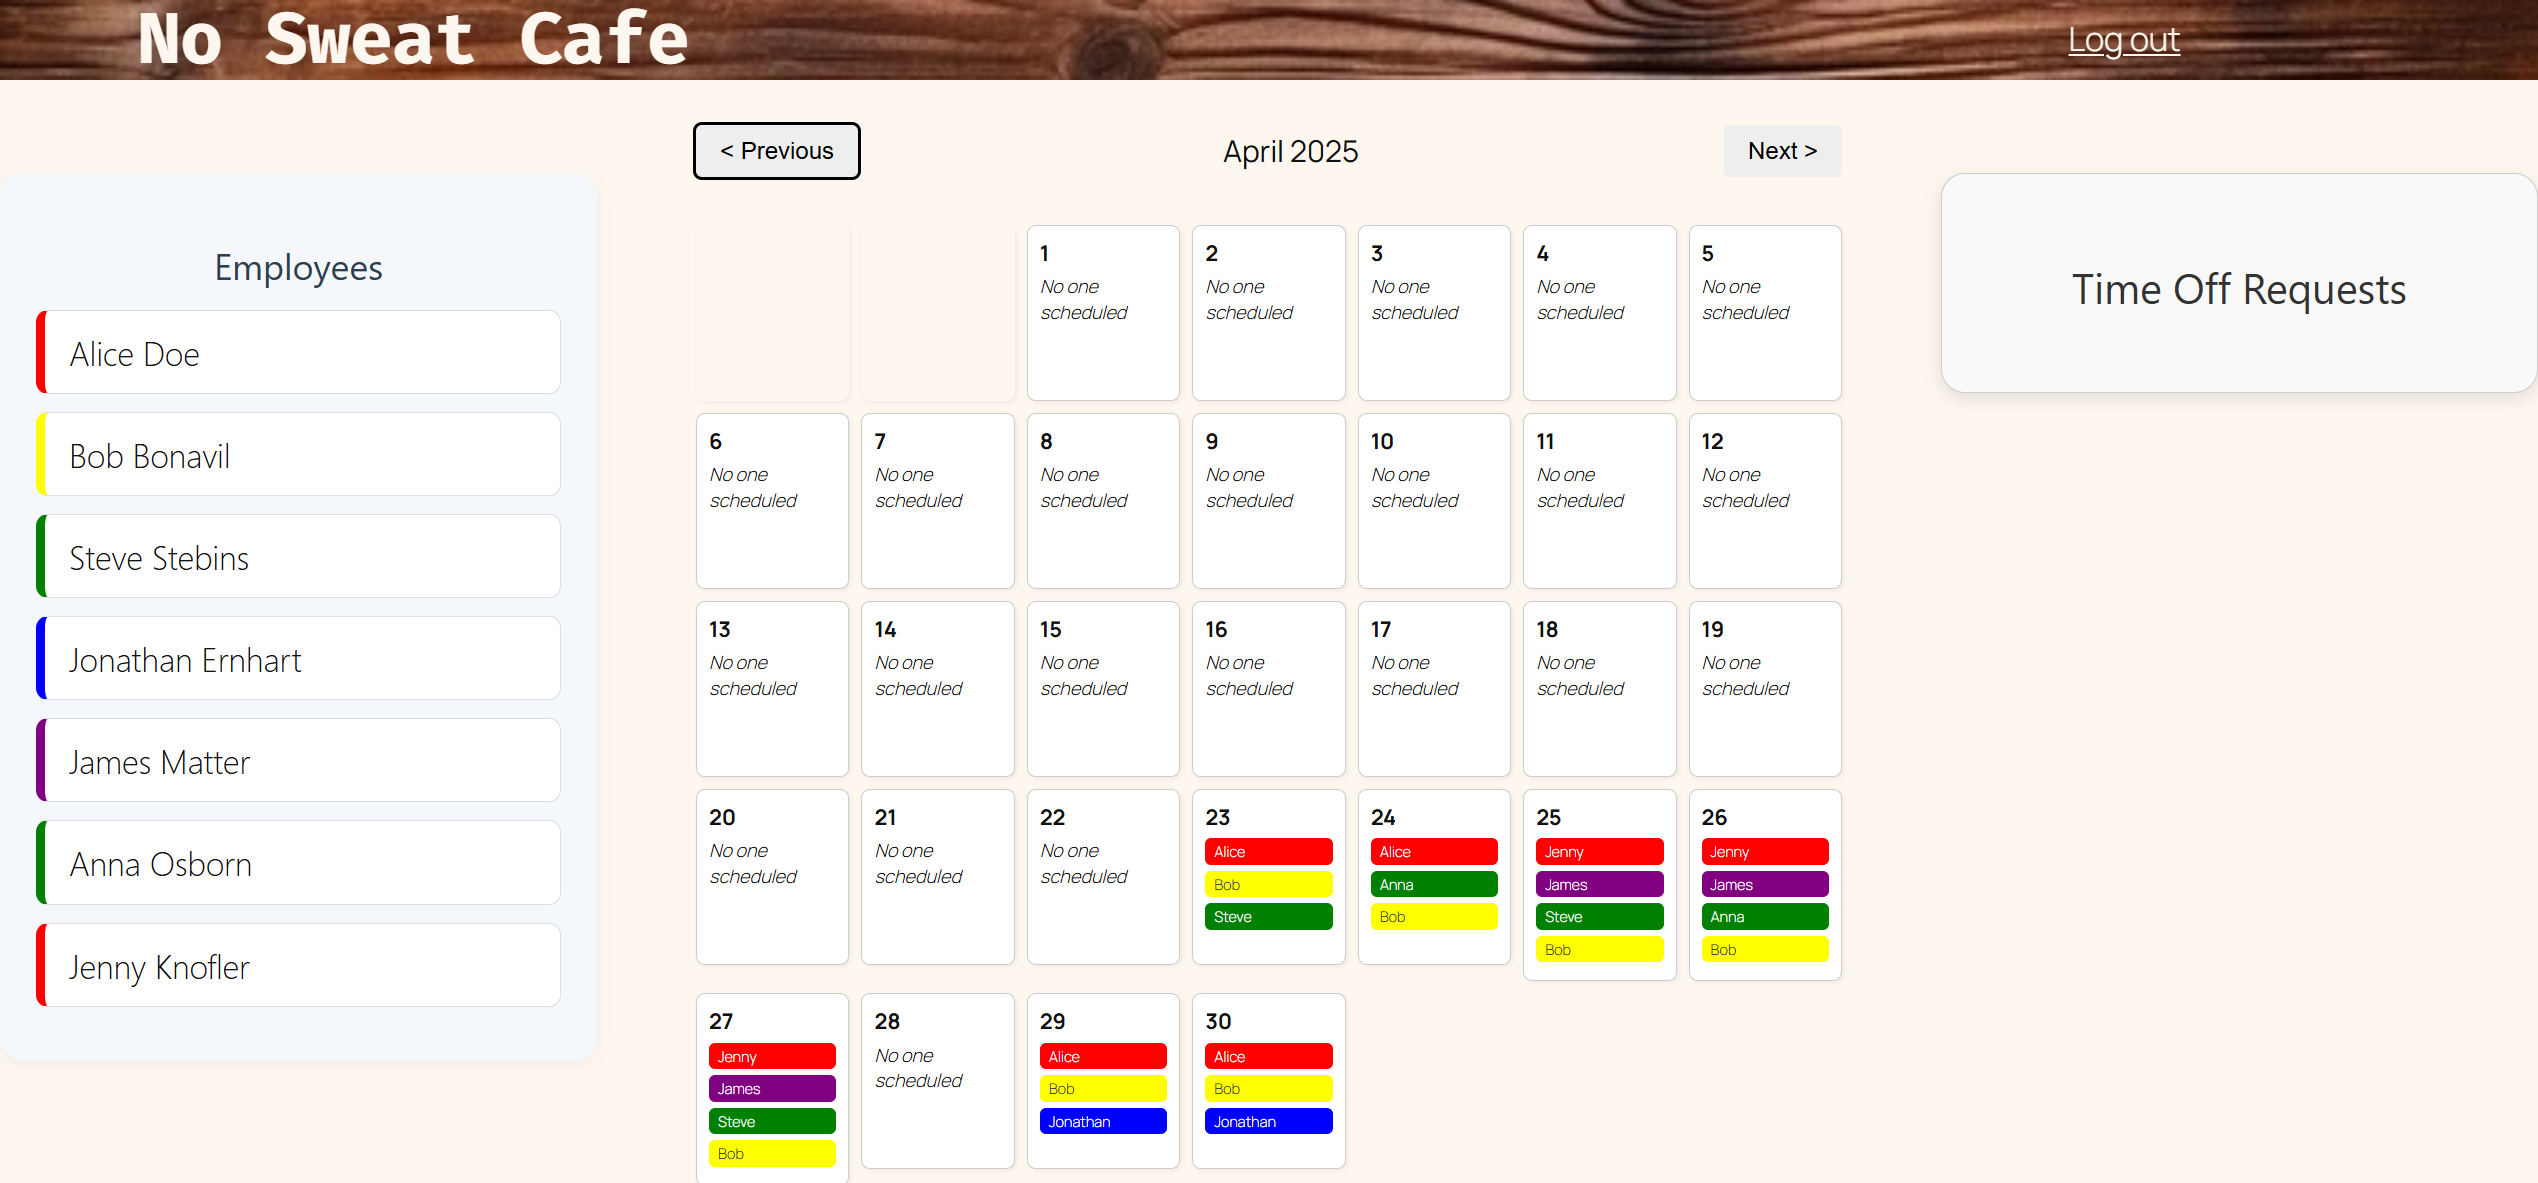 No Sweat Cafe
Log out
< Previous
April 2025
Next >
Employees
Alice Doe
Bob Bonavil
Steve Stebins
Jonathan Ernhart
James Matter
Anna Osborn
Jenny Knofler
1
No one
scheduled
2
No one
scheduled
3
No one
scheduled
4
No one
scheduled
5
No one
scheduled
6
No one
scheduled
7
No one
scheduled
8
No one
scheduled
9
No one
scheduled
10
No one
scheduled
11
No one
scheduled
12
No one
scheduled
13
No one
scheduled
14
No one
scheduled
15
No one
scheduled
16
No one
scheduled
17
No one
scheduled
18
No one
scheduled
19
No one
scheduled
20
No one
scheduled
21
No one
scheduled
22
No one
scheduled
23
Alice
Bob
Steve
24
Alice
Anna
Bob
25
Jenny
James
Steve
Bob
26
Jenny
James
Anna
Bob
27
Jenny
James
Steve
Bob
28
No one
scheduled
29
Alice
Bob
Jonathan
30
Alice
Bob
Jonathan
Time Off Requests